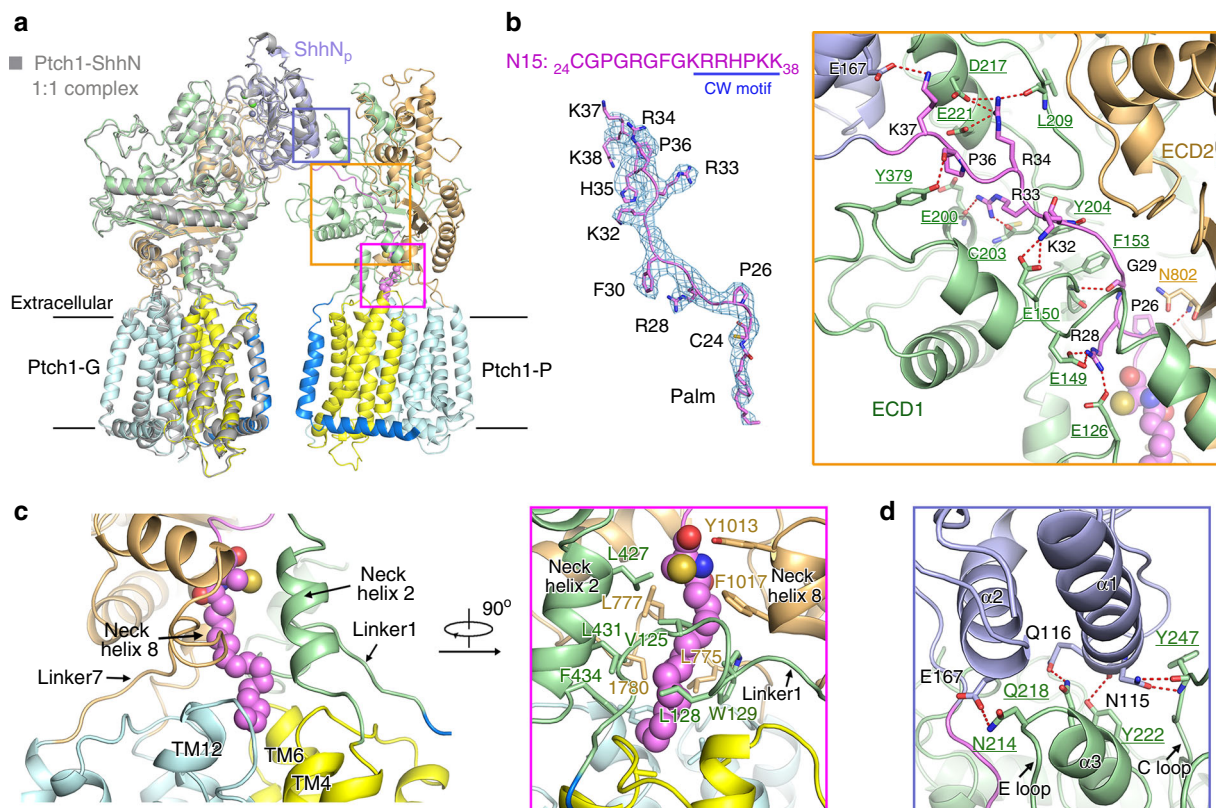 a
ShhNp
Ptch1-ShhN
1:1 complex
Extracellular
Ptch1-G
Ptch1-P
b
N15: 24CGPGRGFGKRRHPKK38
CW motif
K37
R34
P36
K38
R33
H35
K32
F30
P26
R28
C24
Palm
E167
D217
E221
L209
K37
ECD2
P36
R34
Y379
R33
Y204
E200
K32
F153
C203
G29
N802
E150
P26
R28
E149
ECD1
E126
c
Neck
helix 2
Neck
helix 8
Linker1
Linker7
TM12
TM6
TM4
90o
Y1013
L427
Neck
helix 2
Neck
helix 8
F1017
L777
L431
V125
L775
F434
I780
Linker1
L128
W129
d
α1
α2
Q116
Y247
E167
Q218
N115
N214
Y222
α3
C loop
E loop